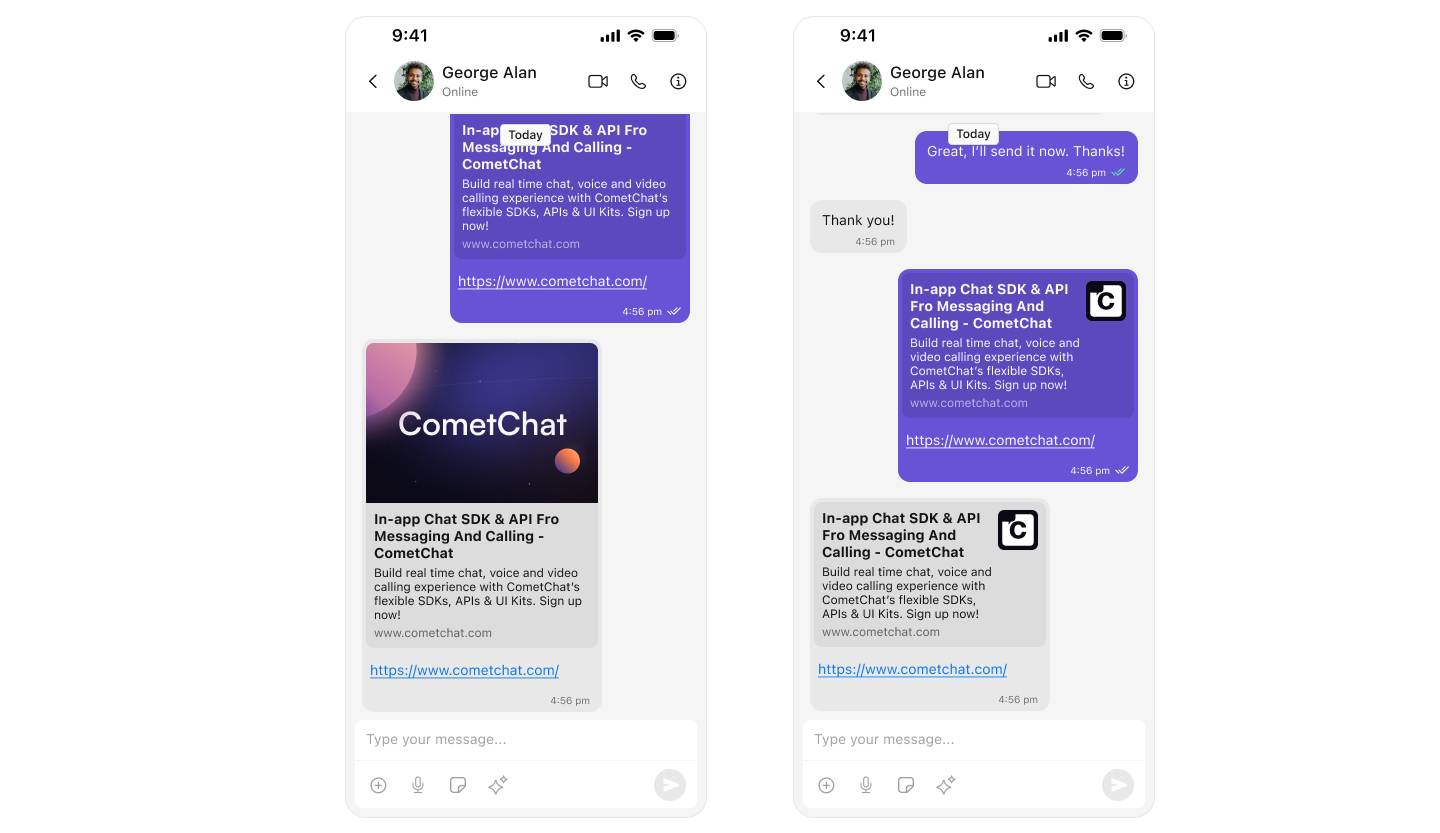 9:41
George Alan
Online
Today
In-app Chat SDK & API Fro
Messaging And Calling -
CometChat
Build real time chat, voice and video
calling experience with CometChat's
flexible SDKs, APIs & UI Kits. Sign up
now!
www.cometchat.com
https://www.cometchat.com/
4:56 pm
CometChat
In-app Chat SDK & API Fro
Messaging And Calling -
CometChat
Build real time chat, voice and video
calling experience with CometChat's
flexible SDKs, APIs & UI Kits. Sign up
now!
www.cometchat.com
https://www.cometchat.com/
4:56 pm
Type your message...
9:41
George Alan
Online
Today
Great, I'll send it now. Thanks!
4:56 pm
Thank you!
4:56 pm
In-app Chat SDK & API
Fro Messaging And
Calling - CometChat
C
Build real time chat, voice and
video calling experience with
CometChat's flexible SDKs,
APIs & UI Kits. Sign up now!
www.cometchat.com
https://www.cometchat.com/
4:56 pm
In-app Chat SDK & API
Fro Messaging And
Calling - CometChat
C
Build real time chat, voice and
video calling experience with
CometChat's flexible SDKs,
APIs & UI Kits. Sign up now!
www.cometchat.com
https://www.cometchat.com/
4:56 pm
Type your message...